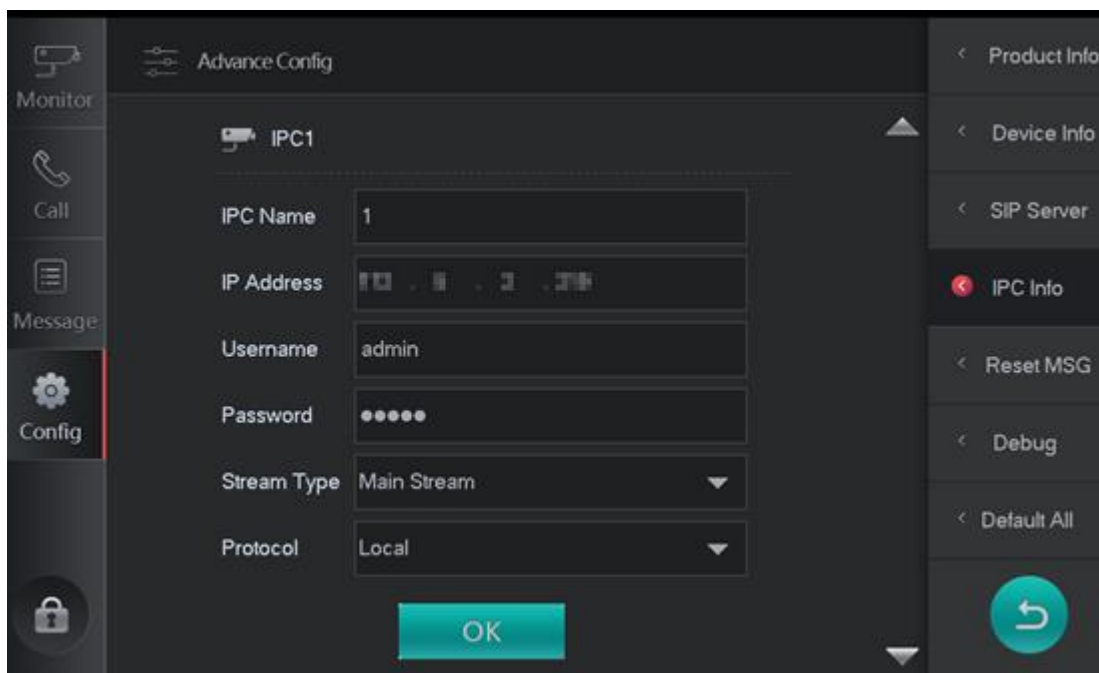 Monitor
Call
Message
Config
Advance Config
IPC1
IPC Name 1
IP Address
Username admin
Password •••••
Stream Type Main Stream
Protocol Local
OK
Product Info
Device Info
SIP Server
IPC Info
Reset MSG
Debug
Default All